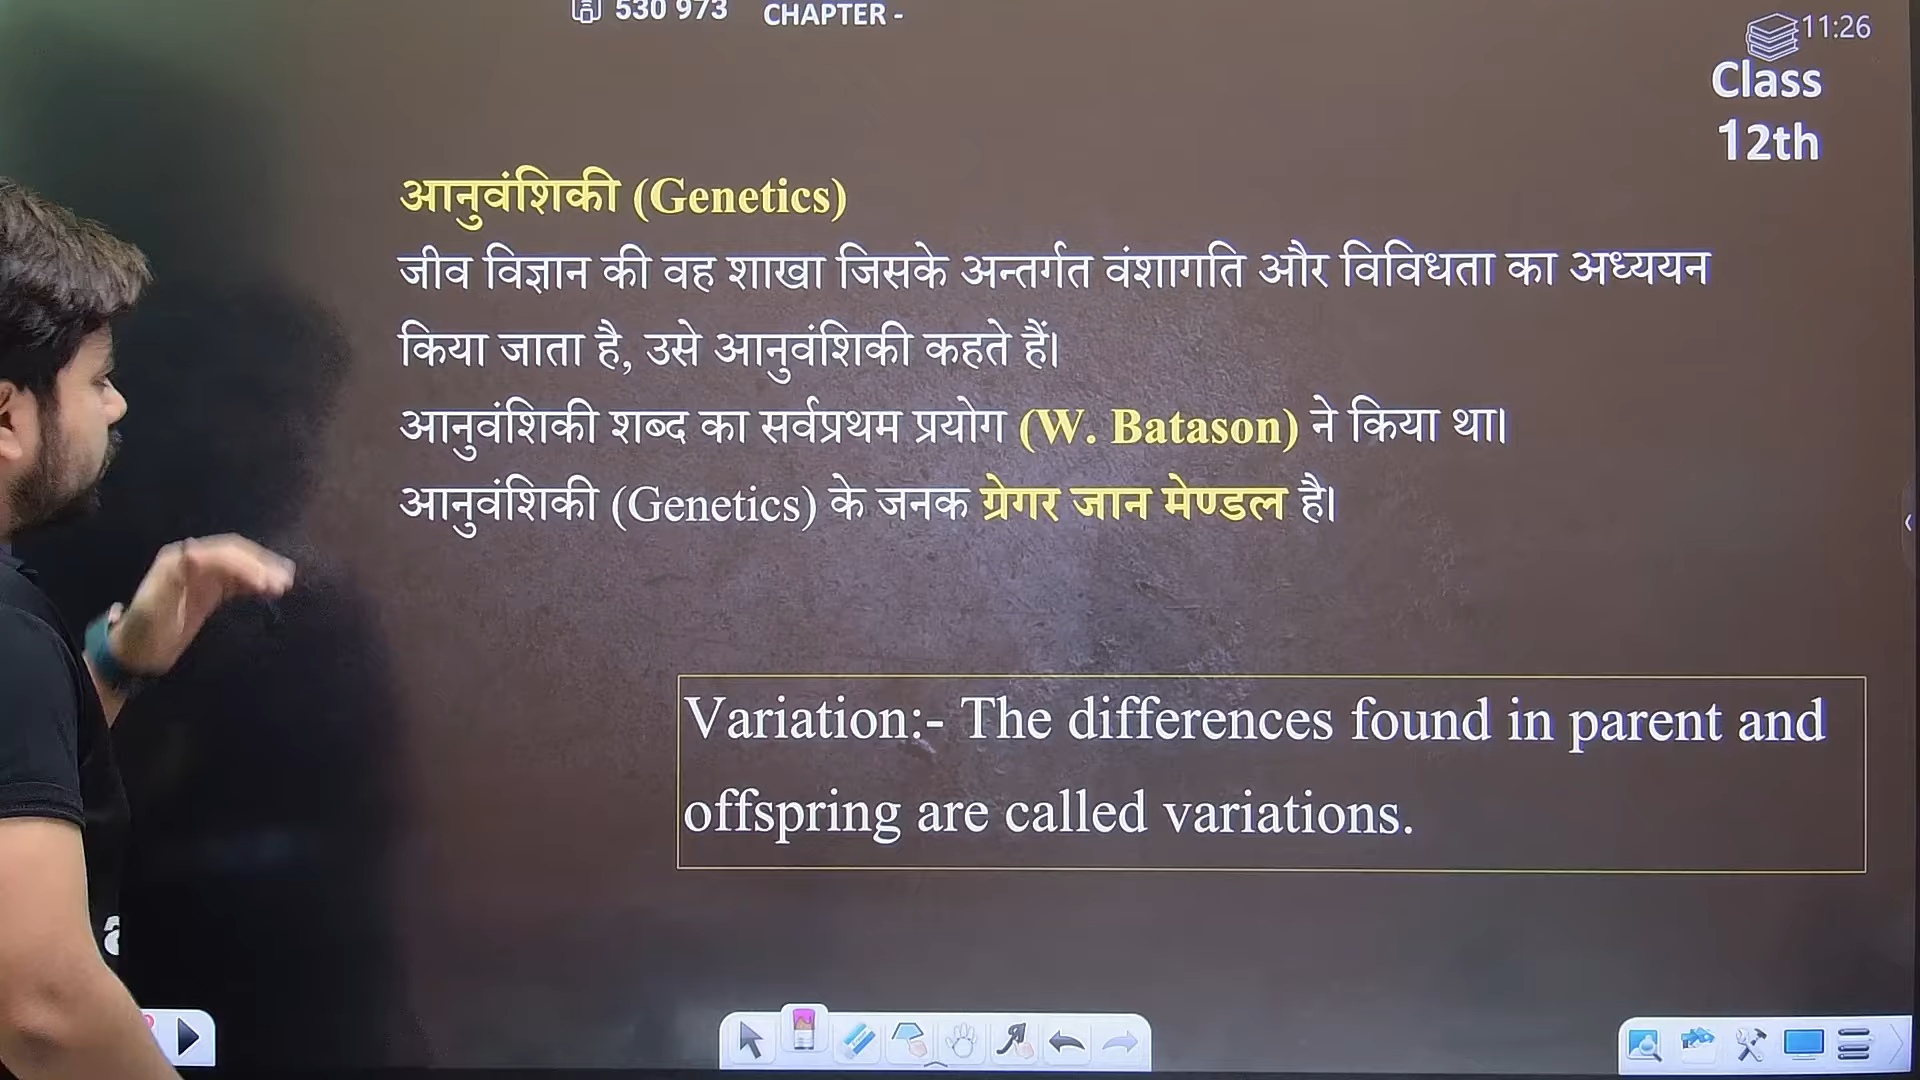 530 973 CHAPTER -
11:26
Class
12th
आनुवंशिकी (Genetics)
जीव विज्ञान की वह शाखा जिसके अन्तर्गत वंशागति और विविधता का अध्ययन
किया जाता है, उसे आनुवंशिकी कहते हैं।
आनुवंशिकी शब्द का सर्वप्रथम प्रयोग (W. Batason) ने किया था।
आनुवंशिकी (Genetics) के जनक ग्रेगर जान मेण्डल है।
Variation:- The differences found in parent and
offspring are called variations.